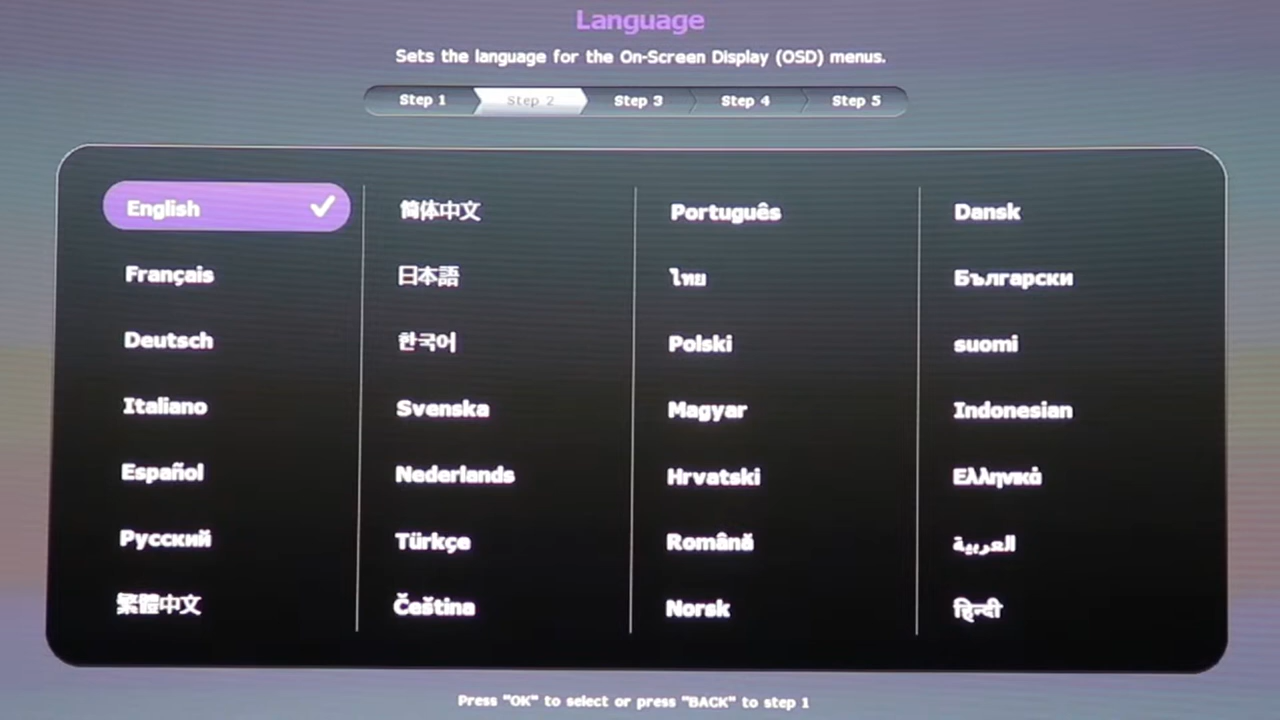 Language
Sets the language for the On-Screen Display (OSD) menus.
Step 1 Step 2 Step 3 Step 4 Step 5
English
Français
Deutsch
Italiano
Español
Русский
繁體中文
简体中文
日本語
한국어
Svenska
Nederlands
Türkçe
Čeština
Português
ไทย
Polski
Magyar
Hrvatski
Română
Norsk
Dansk
Български
suomi
Indonesian
Ελληνικά
العربية
हिन्दी
Press "OK" to select or press "BACK" to step 1